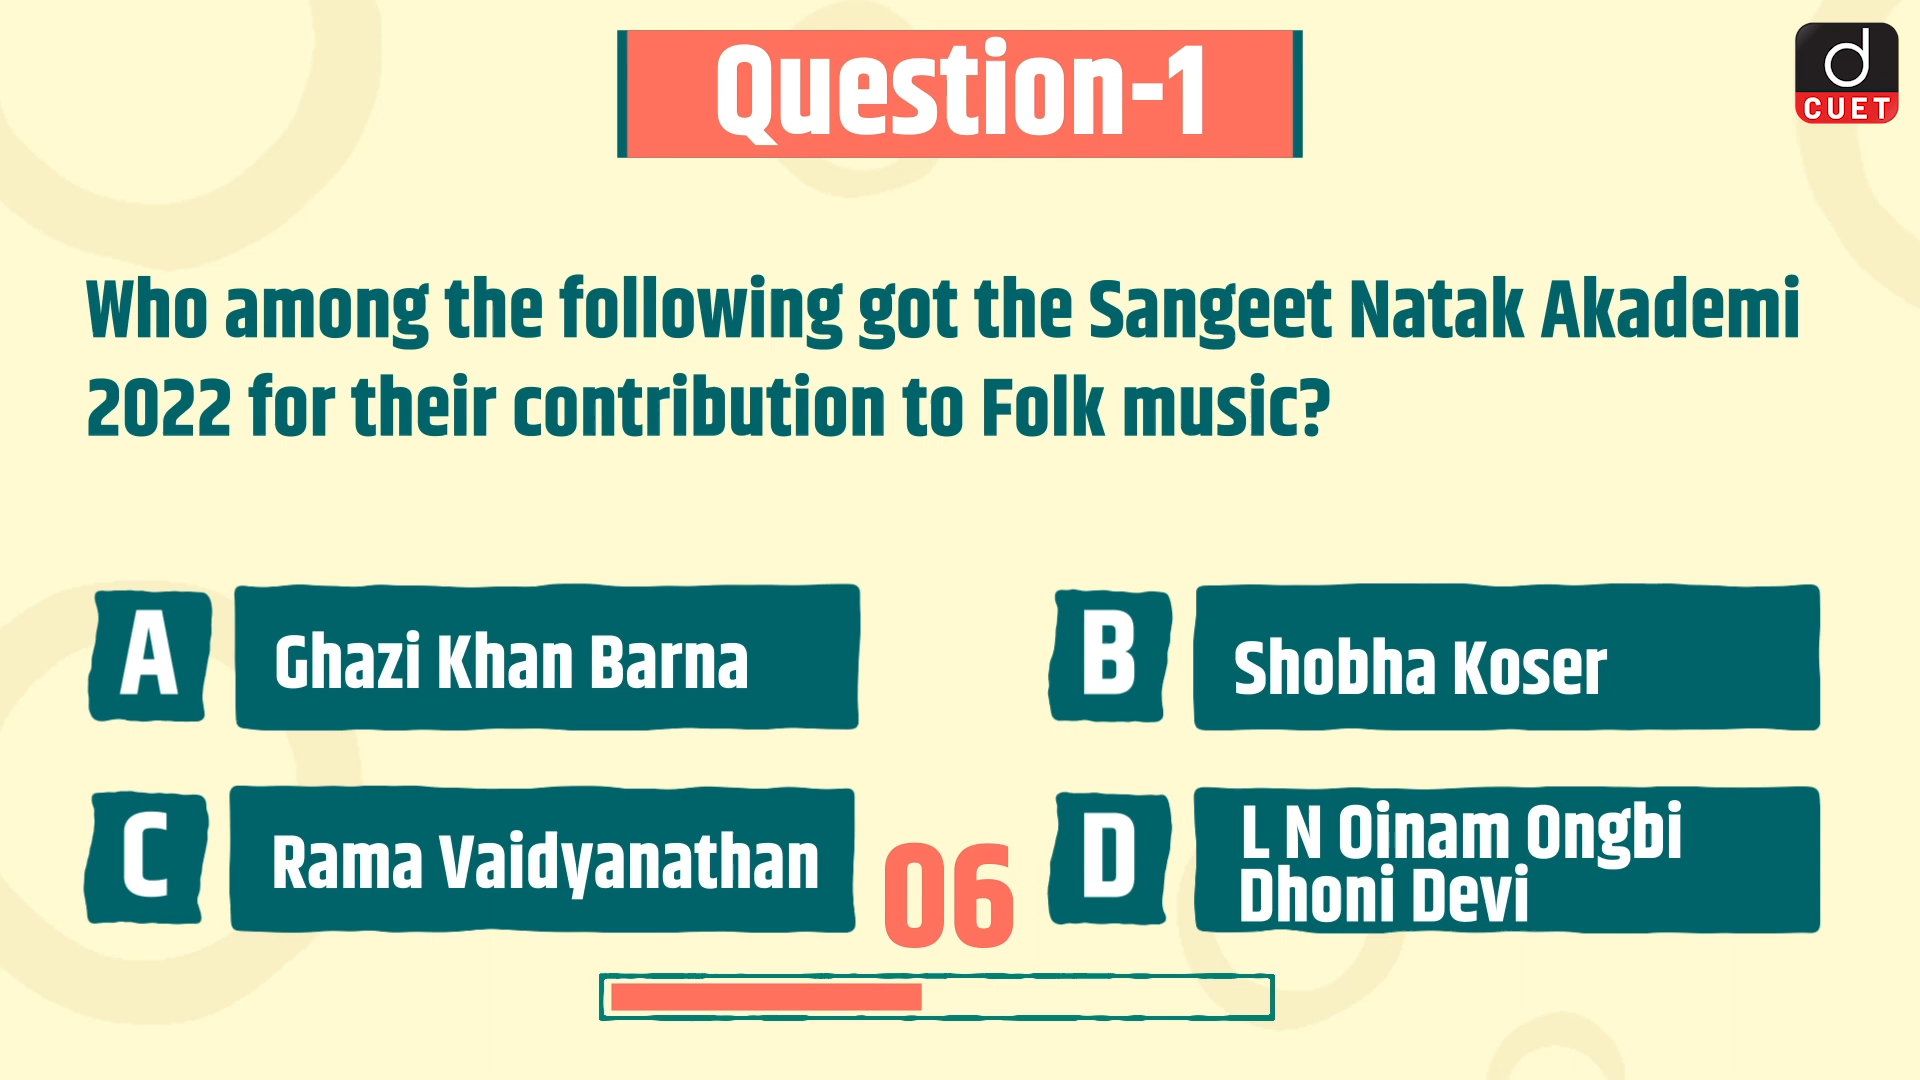 Question-1
d
CUET
Who among the following got the Sangeet Natak Akademi
2022 for their contribution to Folk music?
A
Ghazi Khan Barna
B
Shobha Koser
C
Rama Vaidyanathan
06
D
L N Oinam Ongbi
Dhoni Devi